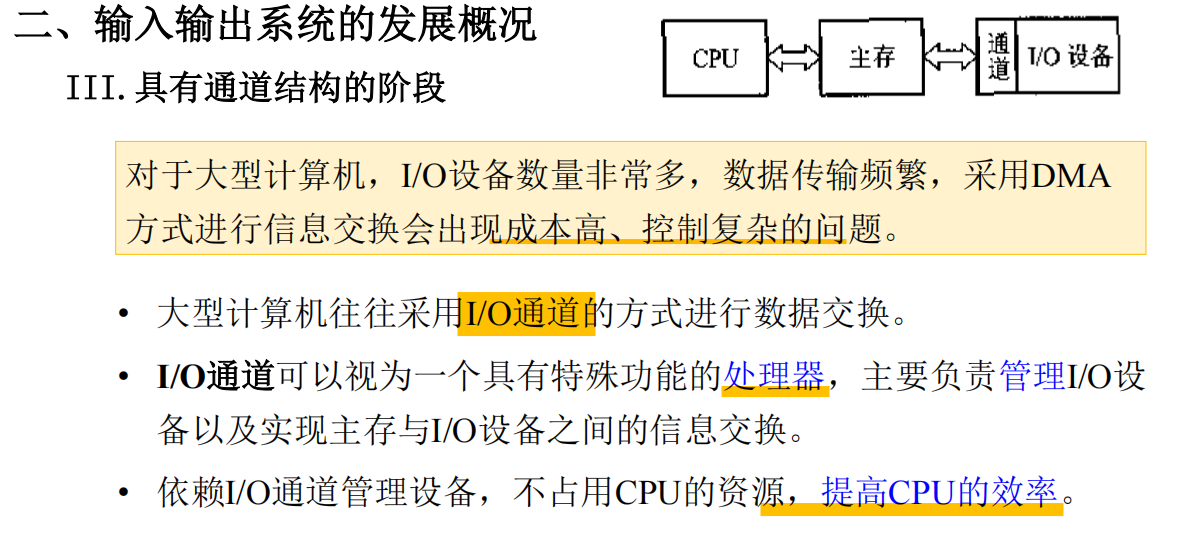 二、输入输出系统的发展概况
III.具有通道结构的阶段
CPU
主存
通道
I/O 设备
对于大型计算机，I/O设备数量非常多，数据传输频繁，采用DMA
方式进行信息交换会出现成本高、控制复杂的问题。
• 大型计算机往往采用I/O通道的方式进行数据交换。
• I/O通道可以视为一个具有特殊功能的处理器，主要负责管理I/O设
备以及实现主存与I/O设备之间的信息交换。
• 依赖I/O通道管理设备，不占用CPU的资源，提高CPU的效率。